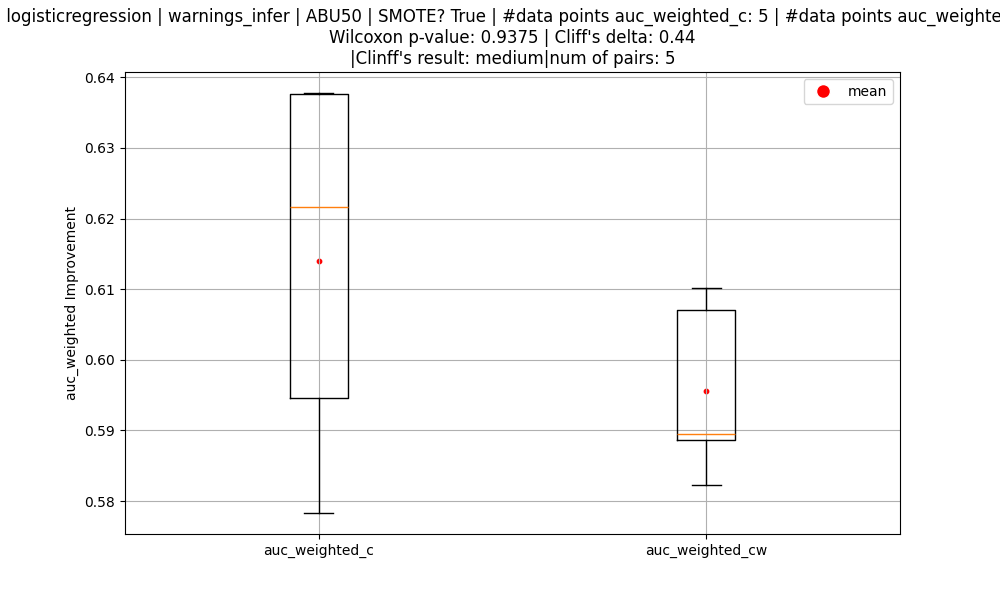 logisticregression | warnings_infer | ABU50 | SMOTE? True | #data points auc_weighted_c: 5 | #data points auc_weighte
Wilcoxon p-value: 0.9375 | Cliff's delta: 0.44
|Clinff's result: medium|num of pairs: 5
mean
0.64
0.63
0.62
0.61
0.60
0.59
0.58
auc_weighted Improvement
auc_weighted_c
auc_weighted_cw